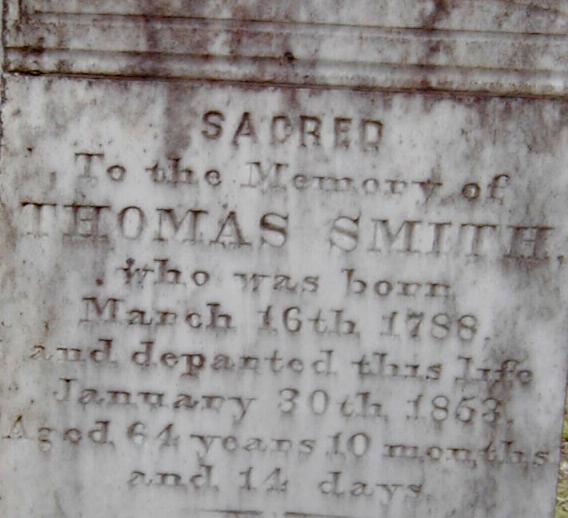 SACRED
To the Memory of
THOMAS SMITH,
who was born
March 16th 1788,
and departed this life
January 30th 1853,
Aged 64 years 10 months
and 14 days.